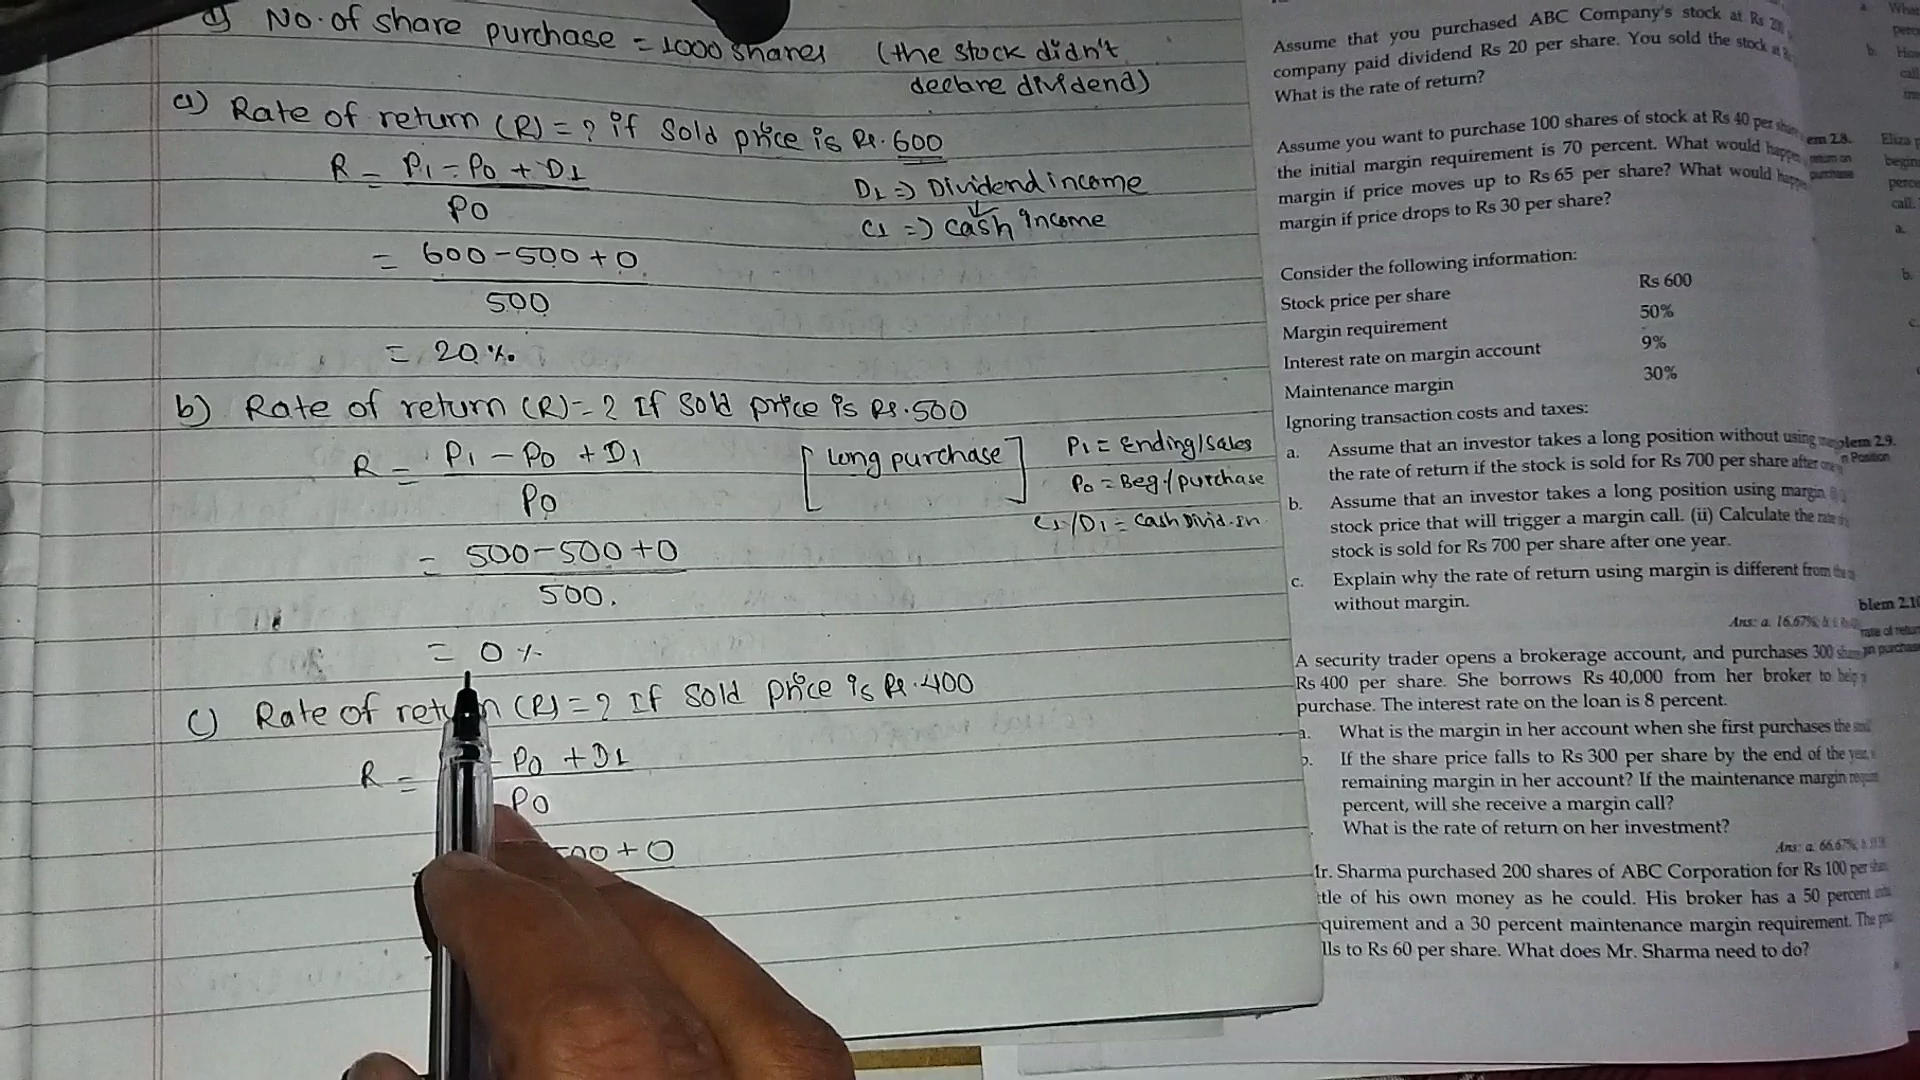 No. of share purchase = 1000 shares (the stock didn't
declare dividend)
a) Rate of return (R) = ? if Sold price is Rs. 600
R = P1 - P0 + D1
P0
D1 => Dividend income
C1 => cash income
= 600 - 500 + 0
500
= 20 %.
b) Rate of return (R) = ? If Sold price is Rs. 500
R = P1 - P0 + D1
P0
[Long purchase]
P1 = Ending/Sales
P0 = Beg./purchase
C1/D1 = Cash Divid. In
= 500 - 500 + 0
500.
= 0 %
c) Rate of return (R) = ? If Sold price is Rs. 400
R = - P0 + D1
P0
+ 0
Assume that you purchased ABC Company's stock at Rs
company paid dividend Rs 20 per share. You sold the stock
What is the rate of return?
Assume you want to purchase 100 shares of stock at Rs 40 per
the initial margin requirement is 70 percent. What would
margin if price moves up to Rs 65 per share? What would
margin if price drops to Rs 30 per share?
Consider the following information:
Stock price per share Rs 600
Margin requirement 50%
Interest rate on margin account 9%
Maintenance margin 30%
Ignoring transaction costs and taxes:
a. Assume that an investor takes a long position without using
the rate of return if the stock is sold for Rs 700 per share after
b. Assume that an investor takes a long position using margin
stock price that will trigger a margin call. (ii) Calculate the
stock is sold for Rs 700 per share after one year.
c. Explain why the rate of return using margin is different from
without margin.
Ans: a. 16.67%;
A security trader opens a brokerage account, and purchases 300
Rs 400 per share. She borrows Rs 40,000 from her broker to
purchase. The interest rate on the loan is 8 percent.
a. What is the margin in her account when she first purchases the
b. If the share price falls to Rs 300 per share by the end of the
remaining margin in her account? If the maintenance margin
percent, will she receive a margin call?
What is the rate of return on her investment?
Ans: a. 66.67%;
Mr. Sharma purchased 200 shares of ABC Corporation for Rs 100 per
ttle of his own money as he could. His broker has a 50 percent
quirement and a 30 percent maintenance margin requirement. The
lls to Rs 60 per share. What does Mr. Sharma need to do?
em 2.8.
blem 2.9.
n Position
blem 2.10